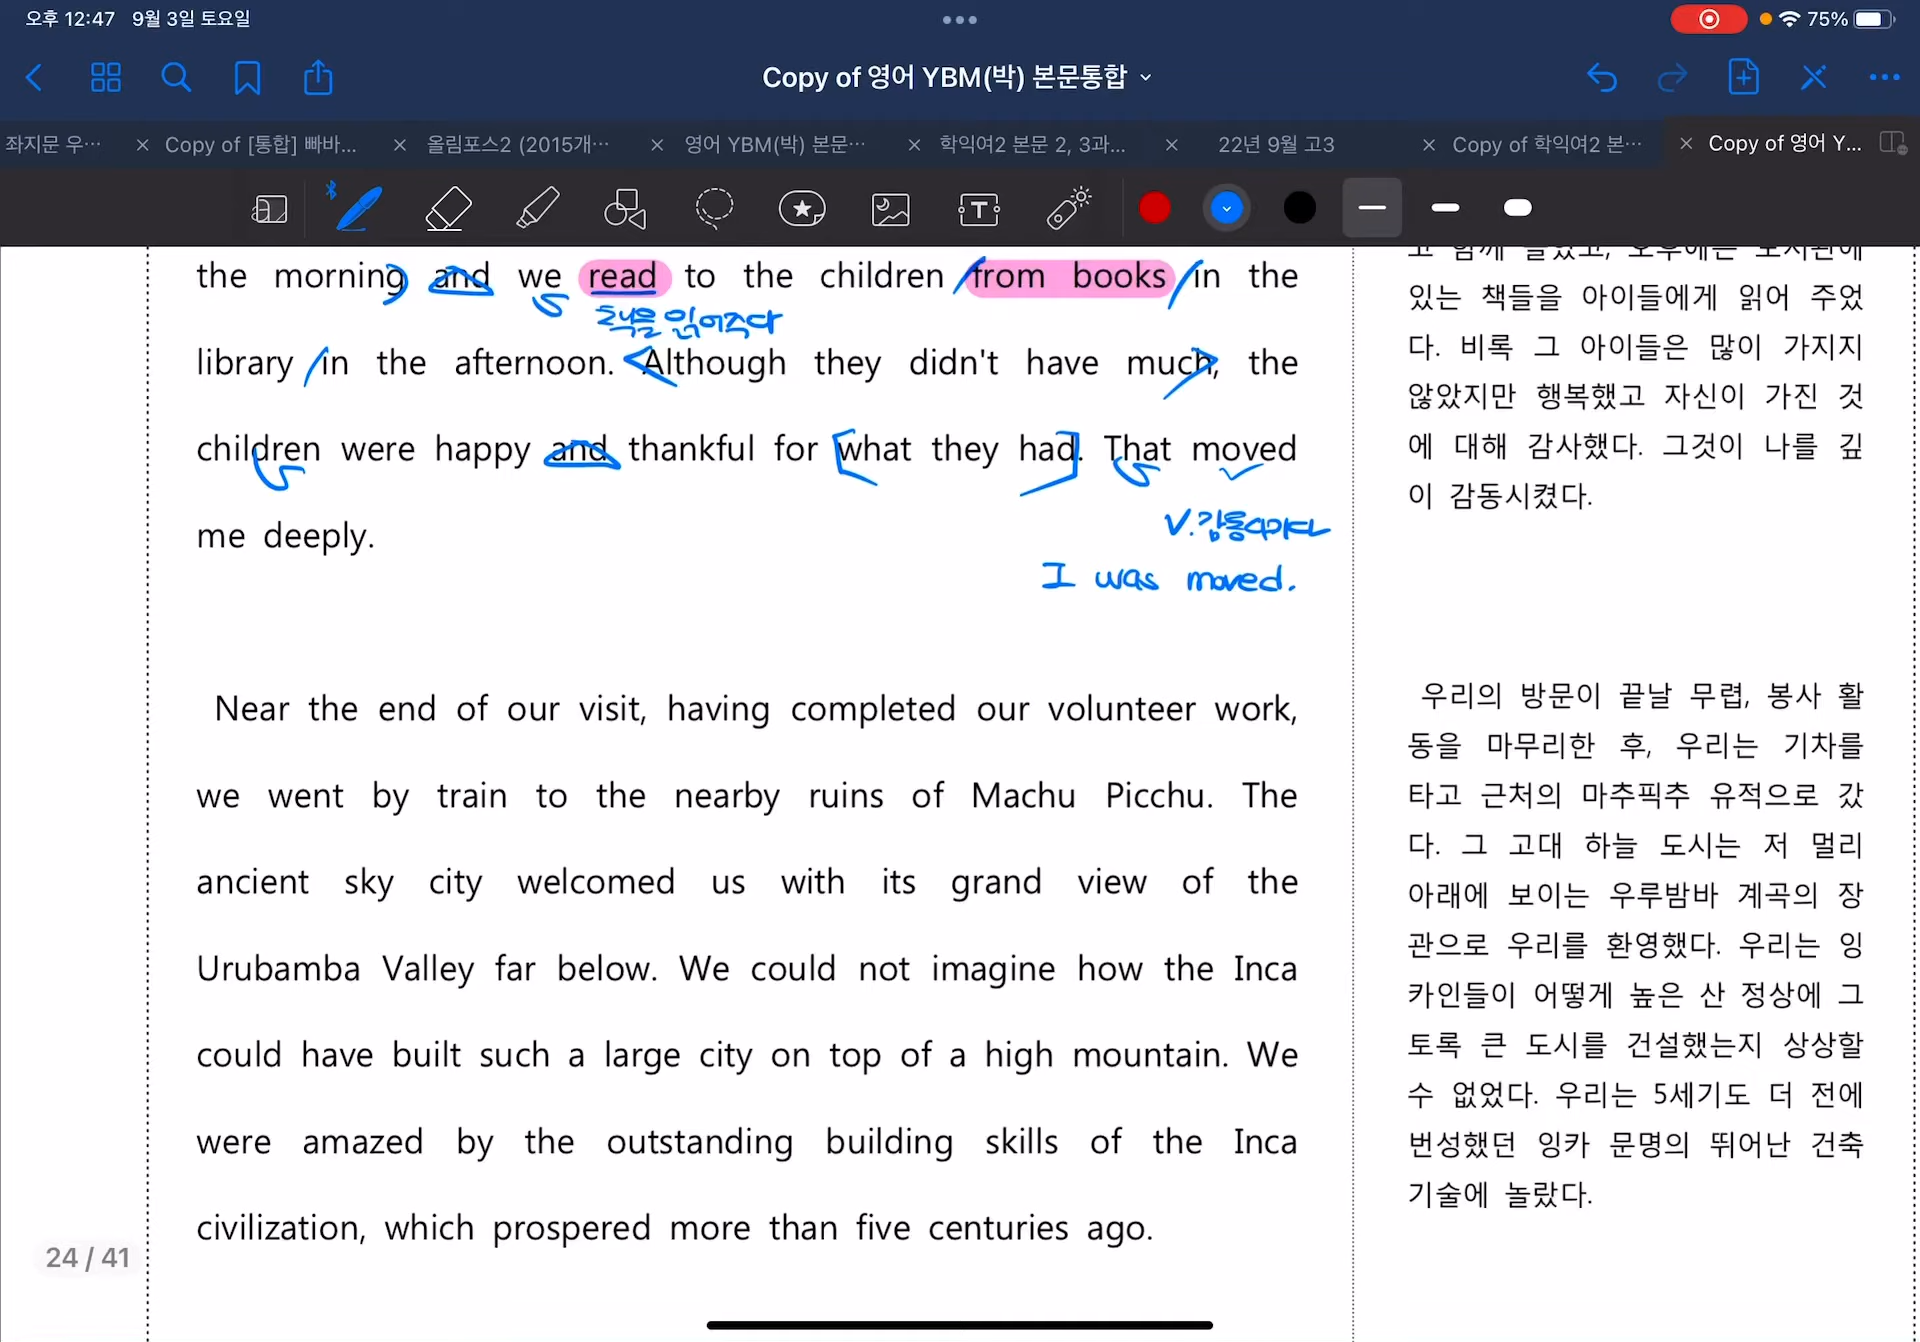 오후 12:47 9월 3일 토요일
75%
Copy of 영어 YBM(박) 본문통합
좌지문 우… Copy of [통합] 빠바… 올림포스2 (2015개… 영어 YBM(박) 본문… 학익여2 본문 2, 3과… 22년 9월 고3 Copy of 학익여2 본… Copy of 영어 Y…
the morning and we read to the children from books in the
책을 읽어주다
library in the afternoon. Although they didn't have much, the
children were happy and thankful for what they had. That moved
V. 감동시키다
me deeply.
I was moved.
Near the end of our visit, having completed our volunteer work,
we went by train to the nearby ruins of Machu Picchu. The
ancient sky city welcomed us with its grand view of the
Urubamba Valley far below. We could not imagine how the Inca
could have built such a large city on top of a high mountain. We
were amazed by the outstanding building skills of the Inca
civilization, which prospered more than five centuries ago.
고 함께 놀았고, 오후에는 도서관에
있는 책들을 아이들에게 읽어 주었
다. 비록 그 아이들은 많이 가지지
않았지만 행복했고 자신이 가진 것
에 대해 감사했다. 그것이 나를 깊
이 감동시켰다.
우리의 방문이 끝날 무렵, 봉사 활
동을 마무리한 후, 우리는 기차를
타고 근처의 마추픽추 유적으로 갔
다. 그 고대 하늘 도시는 저 멀리
아래에 보이는 우루밤바 계곡의 장
관으로 우리를 환영했다. 우리는 잉
카인들이 어떻게 높은 산 정상에 그
토록 큰 도시를 건설했는지 상상할
수 없었다. 우리는 5세기도 더 전에
번성했던 잉카 문명의 뛰어난 건축
기술에 놀랐다.
24 / 41